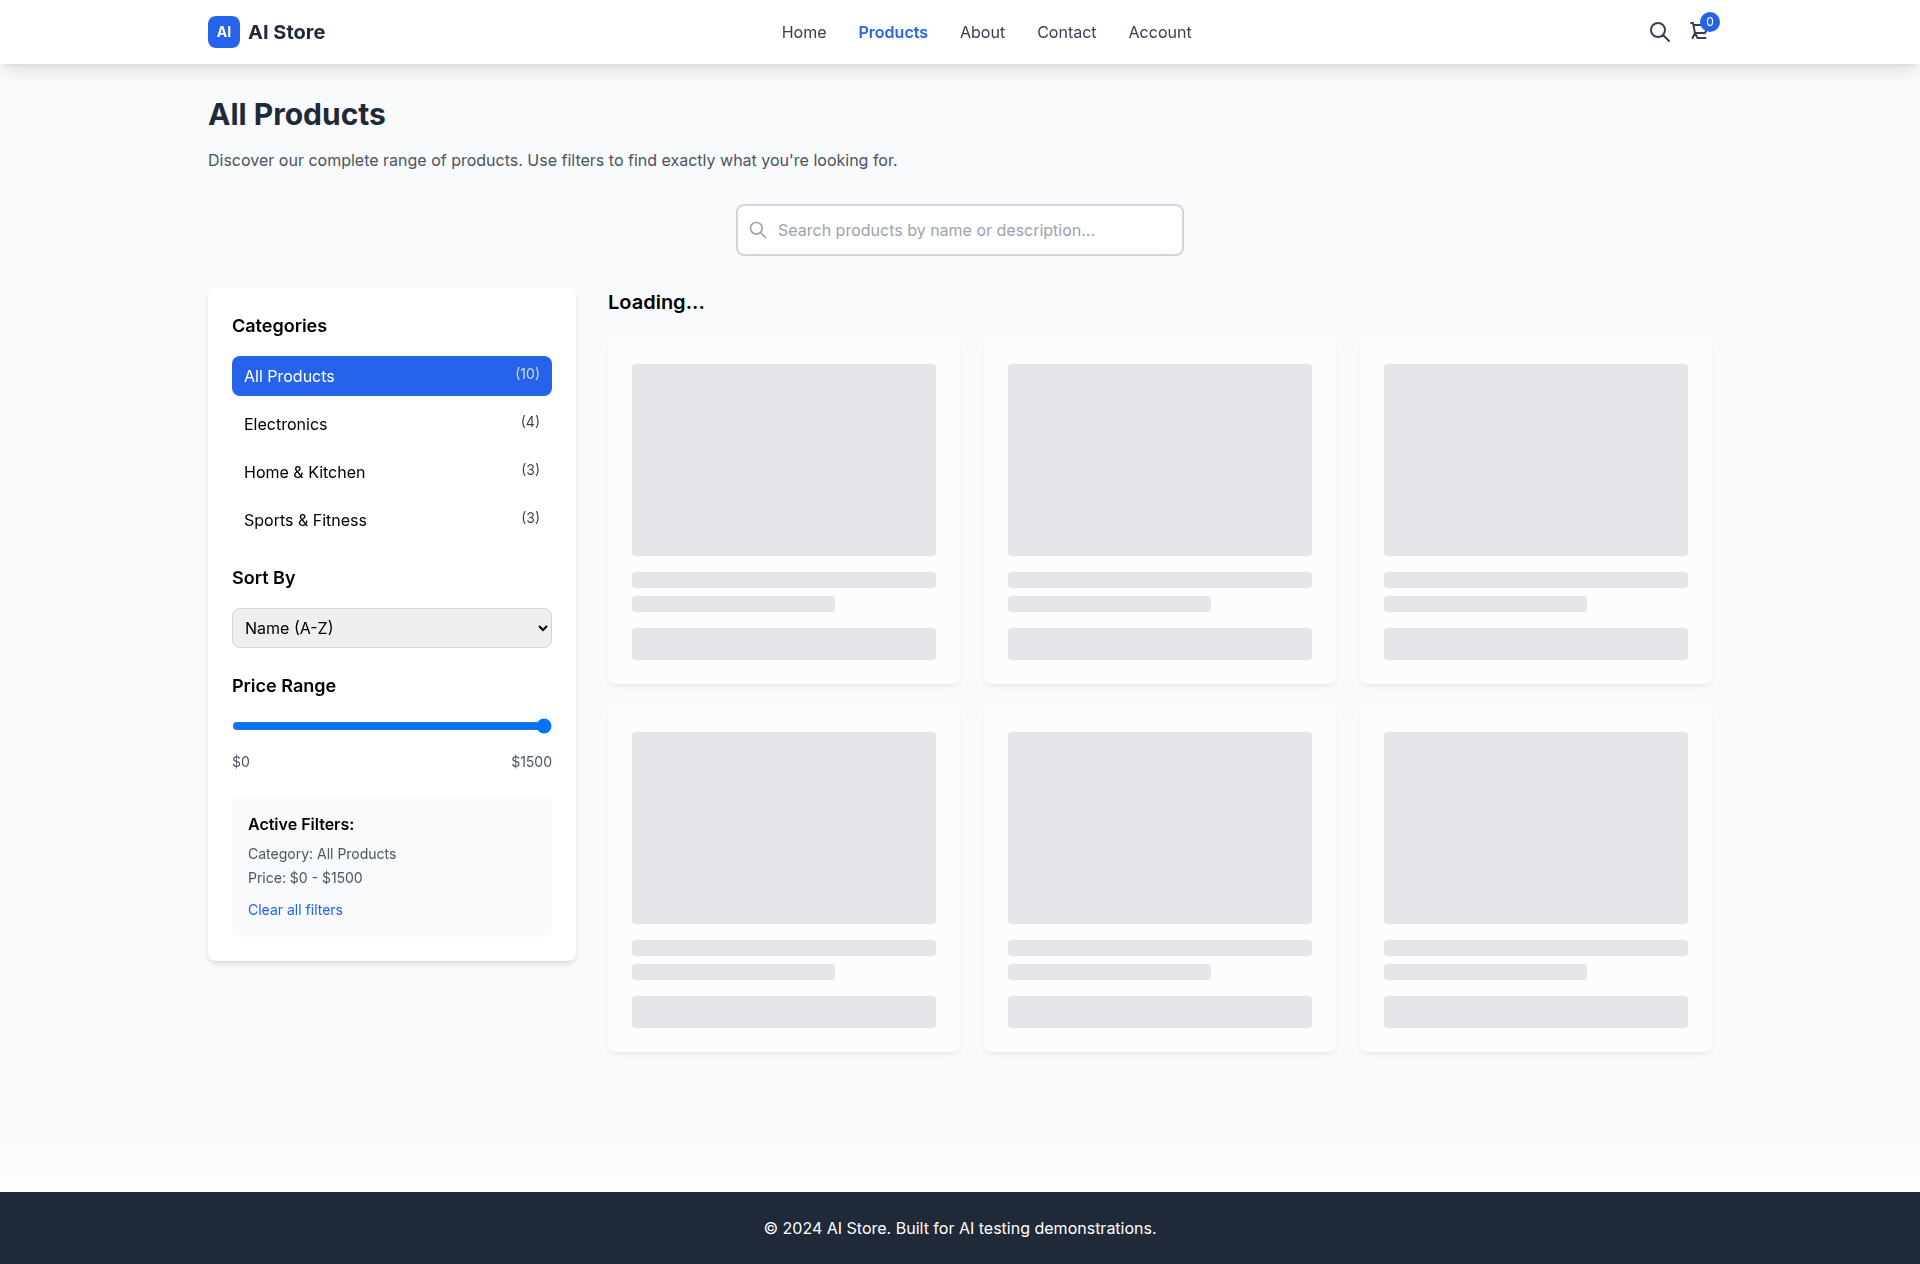 AI AI Store
Home Products About Contact Account
0
All Products
Discover our complete range of products. Use filters to find exactly what you're looking for.
Search products by name or description...
Categories
All Products (10)
Electronics (4)
Home & Kitchen (3)
Sports & Fitness (3)
Sort By
Name (A-Z)
Price Range
$0 $1500
Active Filters:
Category: All Products
Price: $0 - $1500
Clear all filters
Loading...
© 2024 AI Store. Built for AI testing demonstrations.